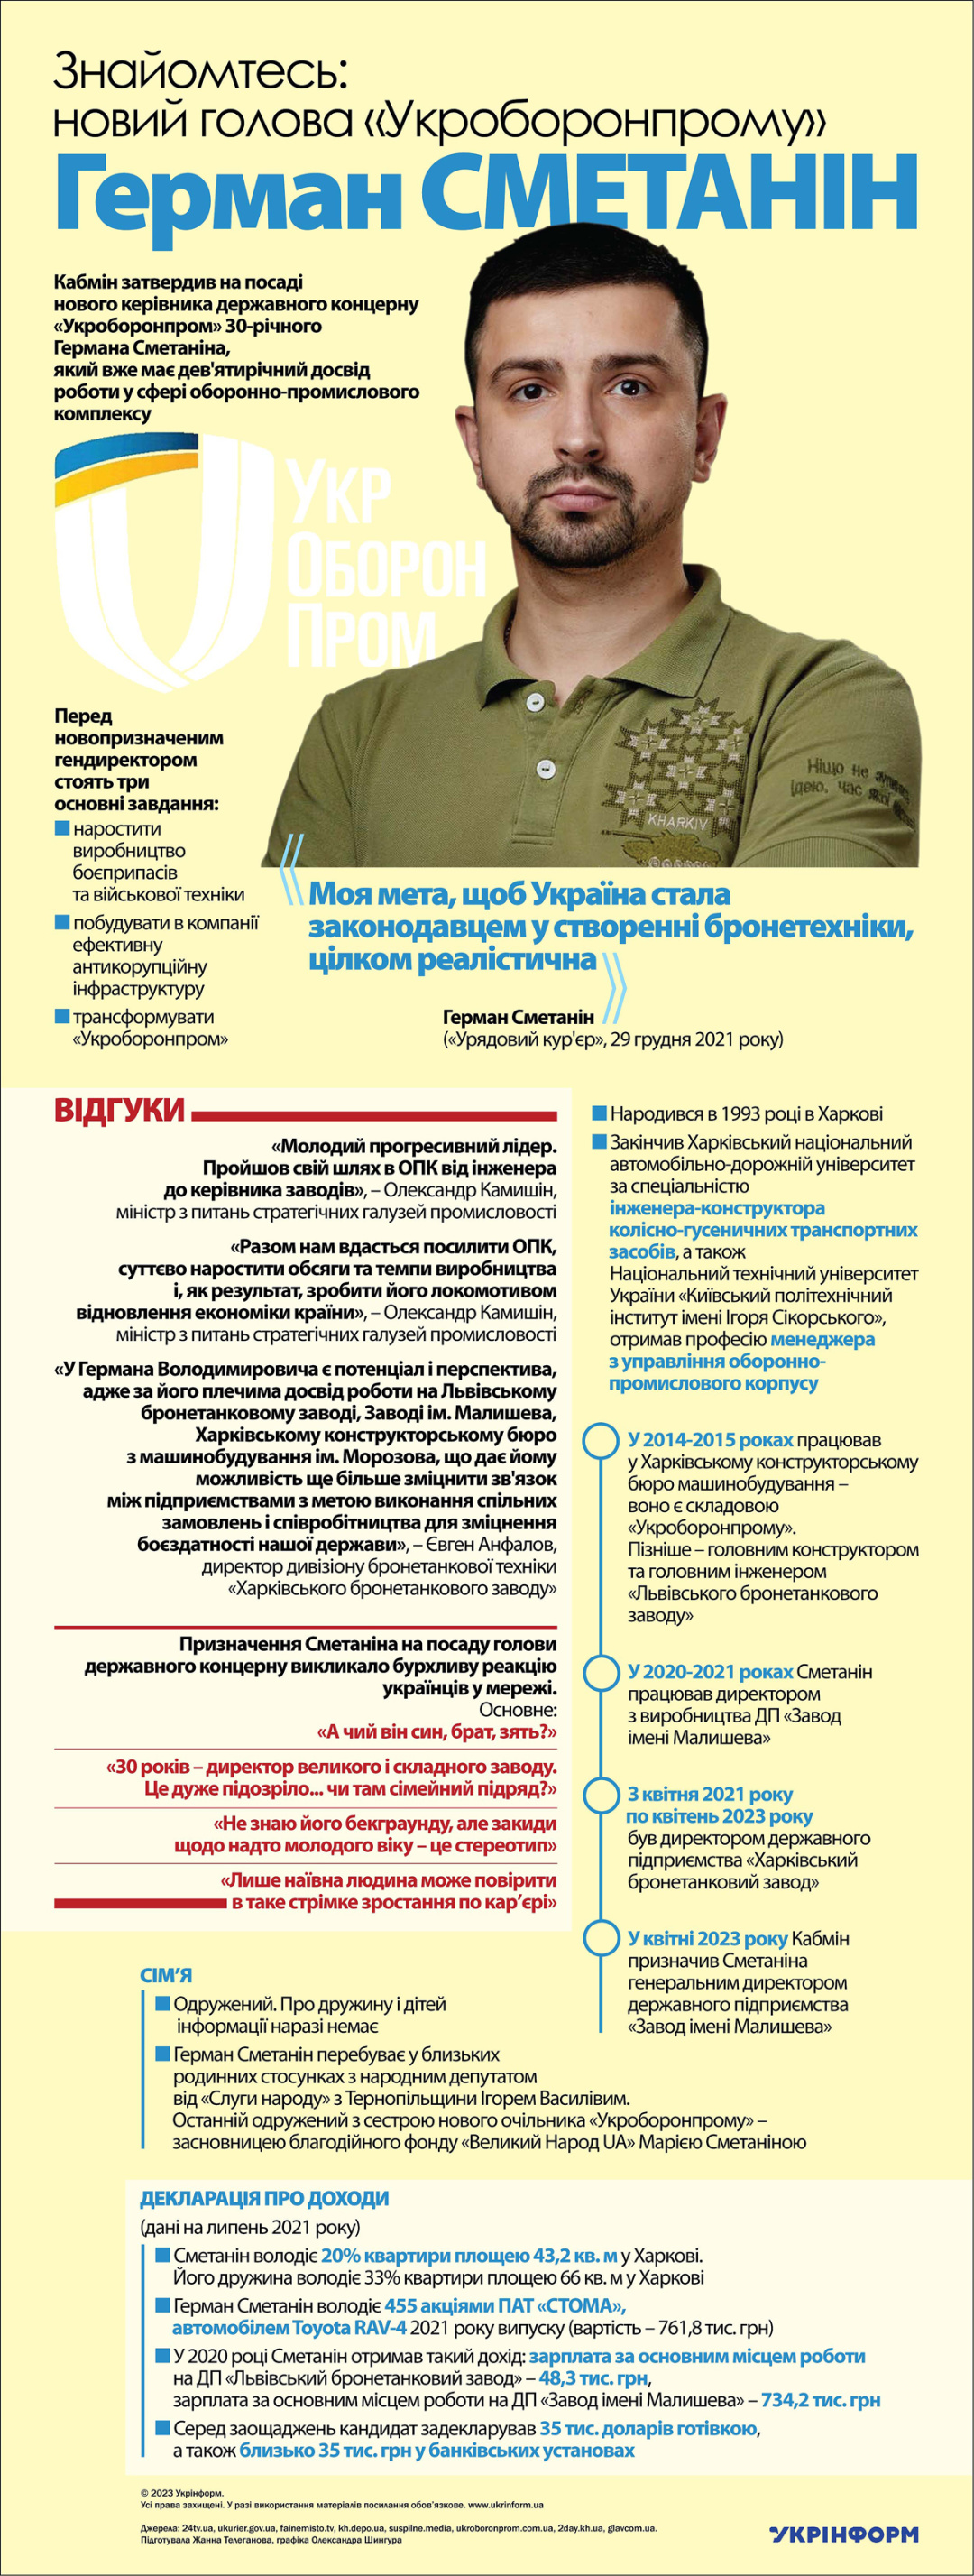 Знайомтесь:
новий голова «Укроборонпрому»
Герман СМЕТАНІН
Кабмін затвердив на посаді
нового керівника державного концерну
«Укроборонпром» 30-річного
Германа Сметаніна,
який вже має дев'ятирічний досвід
роботи у сфері оборонно-промислового
комплексу
УКР
ОБОРОН
ПРОМ
Перед
новопризначеним
гендиректором
стоять три
основні завдання:
наростити
виробництво
боєприпасів
та військової техніки
побудувати в компанії
ефективну
антикорупційну
інфраструктуру
трансформувати
«Укроборонпром»
Ніщо не
ідею, час
KHARKIV
«Моя мета, щоб Україна стала
законодавцем у створенні бронетехніки,
цілком реалістична»
Герман Сметанін
(«Урядовий кур'єр», 29 грудня 2021 року)
ВІДГУКИ
«Молодий прогресивний лідер.
Пройшов свій шлях в ОПК від інженера
до керівника заводів», – Олександр Камишін,
міністр з питань стратегічних галузей промисловості
«Разом нам вдасться посилити ОПК,
суттєво наростити обсяги та темпи виробництва
і, як результат, зробити його локомотивом
відновлення економіки країни», – Олександр Камишін,
міністр з питань стратегічних галузей промисловості
«У Германа Володимировича є потенціал і перспектива,
адже за його плечима досвід роботи на Львівському
бронетанковому заводі, Заводі ім. Малишева,
Харківському конструкторському бюро
з машинобудування ім. Морозова, що дає йому
можливість ще більше зміцнити зв'язок
між підприємствами з метою виконання спільних
замовлень і співробітництва для зміцнення
боєздатності нашої держави», – Євген Анфалов,
директор дивізіону бронетанкової техніки
«Харківського бронетанкового заводу»
Призначення Сметаніна на посаду голови
державного концерну викликало бурхливу реакцію
українців у мережі.
Основне:
«А чий він син, брат, зять?»
«30 років – директор великого і складного заводу.
Це дуже підозріло... чи там сімейний підряд?»
«Не знаю його бекграунду, але закиди
щодо надто молодого віку – це стереотип»
«Лише наївна людина може повірити
в таке стрімке зростання по кар'єрі»
Народився в 1993 році в Харкові
Закінчив Харківський національний
автомобільно-дорожній університет
за спеціальністю
інженера-конструктора
колісно-гусеничних транспортних
засобів, а також
Національний технічний університет
України «Київський політехнічний
інститут імені Ігоря Сікорського»,
отримав професію менеджера
з управління оборонно-
промислового корпусу
У 2014-2015 роках працював
у Харківському конструкторському
бюро машинобудування –
воно є складовою
«Укроборонпрому».
Пізніше – головним конструктором
та головним інженером
«Львівського бронетанкового
заводу»
У 2020-2021 роках Сметанін
працював директором
з виробництва ДП «Завод
імені Малишева»
З квітня 2021 року
по квітень 2023 року
був директором державного
підприємства «Харківський
бронетанковий завод»
У квітні 2023 року Кабмін
призначив Сметаніна
генеральним директором
державного підприємства
«Завод імені Малишева»
СІМ'Я
Одружений. Про дружину і дітей
інформації наразі немає
Герман Сметанін перебуває у близьких
родинних стосунках з народним депутатом
від «Слуги народу» з Тернопільщини Ігорем Василівим.
Останній одружений з сестрою нового очільника «Укроборонпрому» –
засновницею благодійного фонду «Великий Народ UA» Марією Сметаніною
ДЕКЛАРАЦІЯ ПРО ДОХОДИ
(дані на липень 2021 року)
Сметанін володіє 20% квартири площею 43,2 кв. м у Харкові.
Його дружина володіє 33% квартири площею 66 кв. м у Харкові
Герман Сметанін володіє 455 акціями ПАТ «СТОМА»,
автомобілем Toyota RAV-4 2021 року випуску (вартість – 761,8 тис. грн)
У 2020 році Сметанін отримав такий дохід: зарплата за основним місцем роботи
на ДП «Львівський бронетанковий завод» – 48,3 тис. грн,
зарплата за основним місцем роботи на ДП «Завод імені Малишева» – 734,2 тис. грн
Серед заощаджень кандидат задекларував 35 тис. доларів готівкою,
а також близько 35 тис. грн у банківських установах
© 2023 Укрінформ.
Усі права захищені. У разі використання матеріалів посилання обов'язкове. www.ukrinform.ua
Джерела: 24tv.ua, ukurier.gov.ua, fainemisto.tv, kh.depo.ua, suspilne.media, ukroboronprom.com.ua, 2day.kh.ua, glavcom.ua.
Підготувала Жанна Телеганова, графіка Олександра Шингура
УКРІНФОРМ